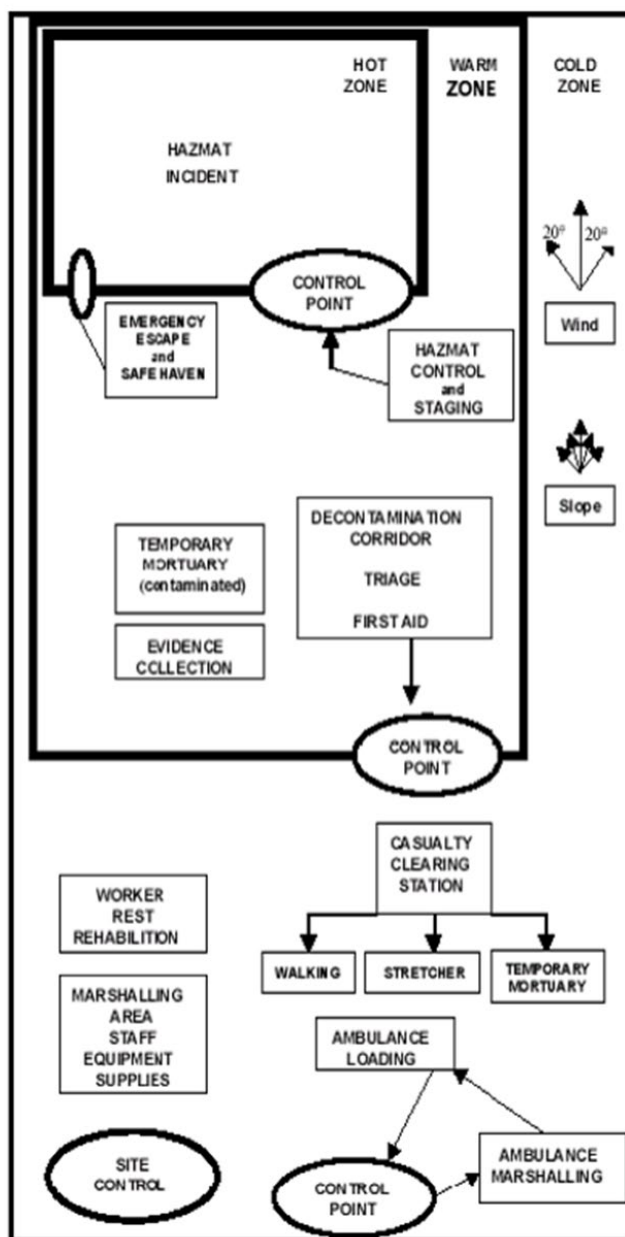 HOT
ZONE
WARM
ZONE
COLD
ZONE
HAZMAT
INCIDENT
20º
20º
Wind
CONTROL
POINT
EMERGENCY
ESCAPE
and
SAFE HAVEN
HAZMAT
CONTROL
and
STAGING
Slope
DECONTAMINATION
CORRIDOR
TRIAGE
FIRST AID
TEMPORARY
MORTUARY
(contaminated)
EVIDENCE
COLLECTION
CONTROL
POINT
CASUALTY
CLEARING
STATION
WORKER
REST
REHABILITION
WALKING
STRETCHER
TEMPORARY
MORTUARY
MARSHALLING
AREA
STAFF
EQUIPMENT
SUPPLIES
AMBULANCE
LOADING
SITE
CONTROL
CONTROL
POINT
AMBULANCE
MARSHALLING